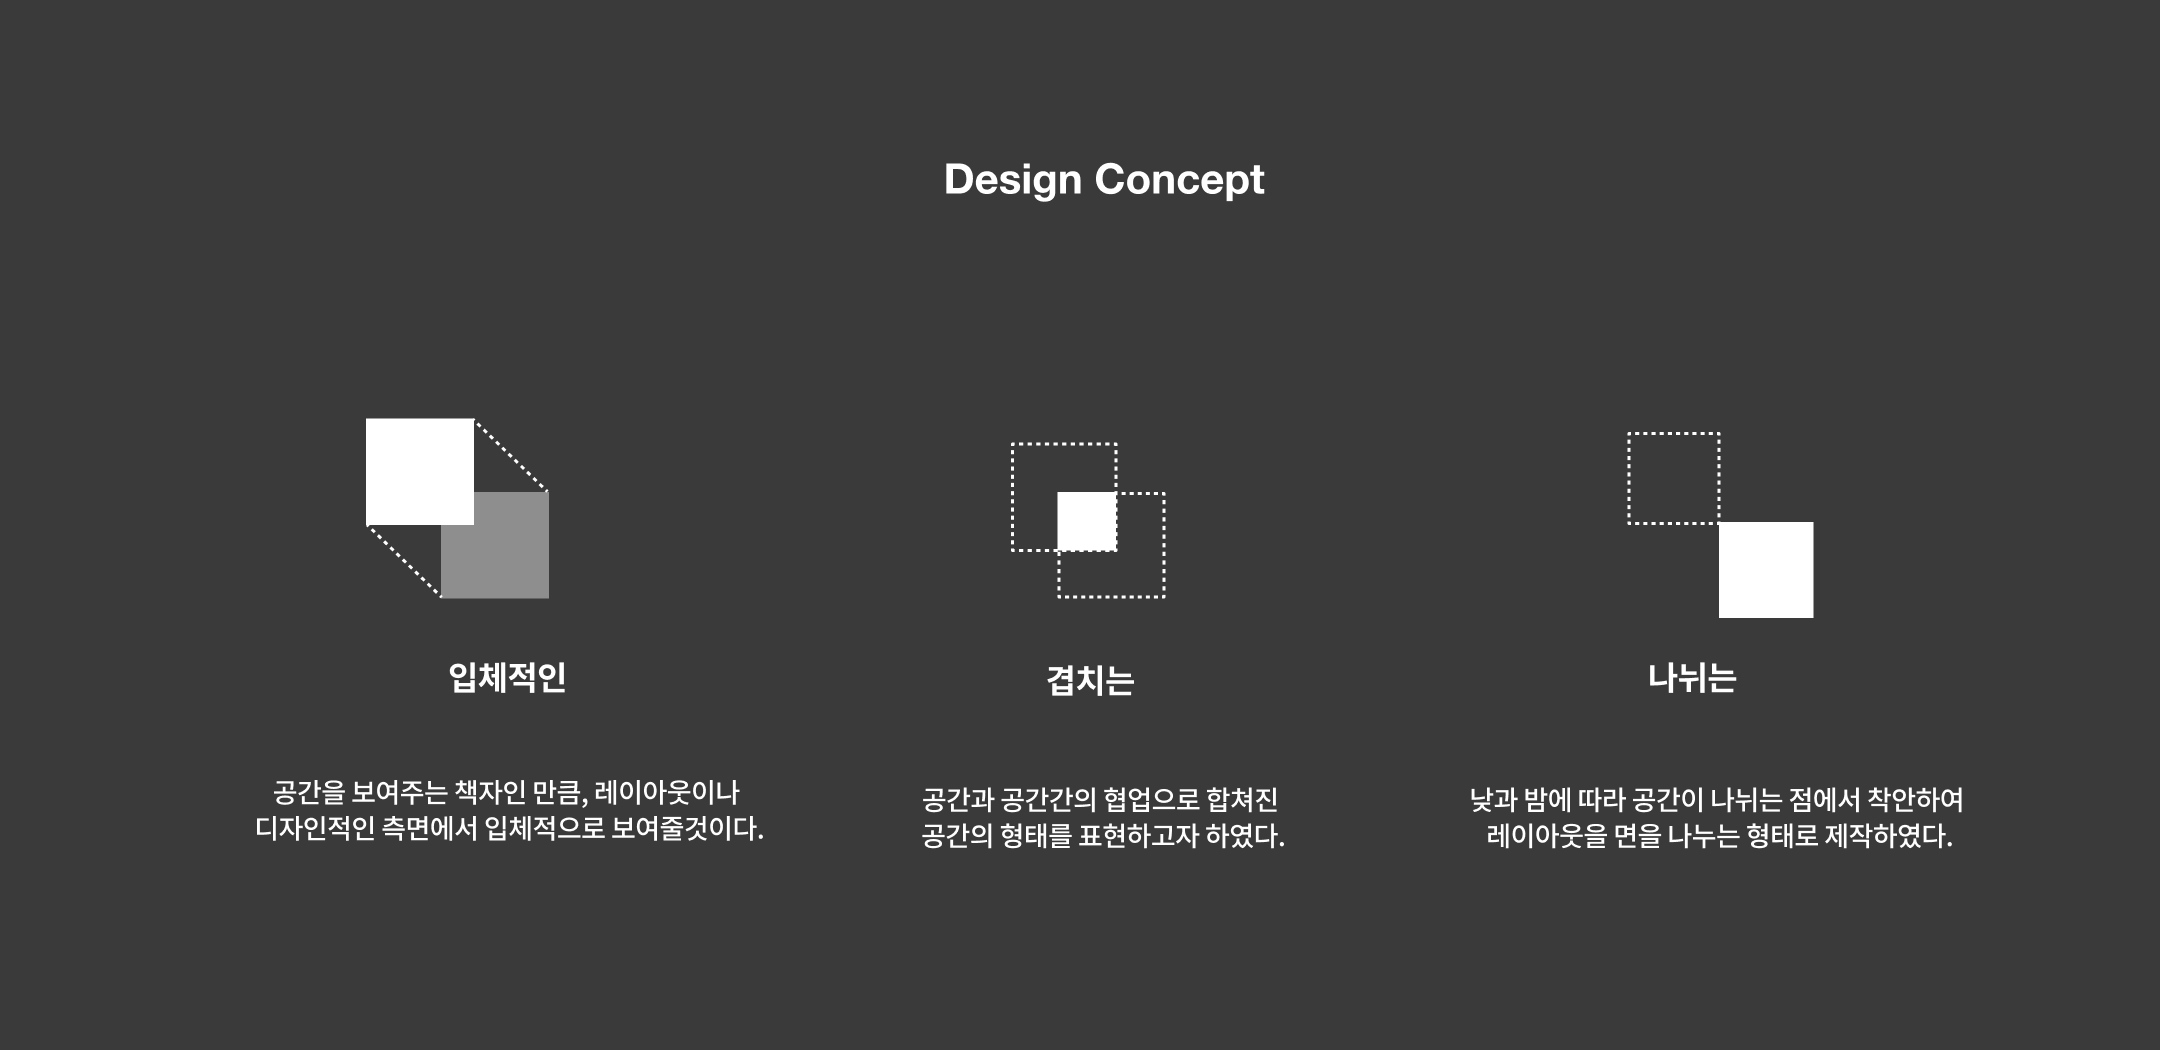 Design Concept
입체적인
공간을 보여주는 책자인 만큼, 레이아웃이나
디자인적인 측면에서 입체적으로 보여줄것이다.
겹치는
공간과 공간간의 협업으로 합쳐진
공간의 형태를 표현하고자 하였다.
나뉘는
낮과 밤에 따라 공간이 나뉘는 점에서 착안하여
레이아웃을 면을 나누는 형태로 제작하였다.